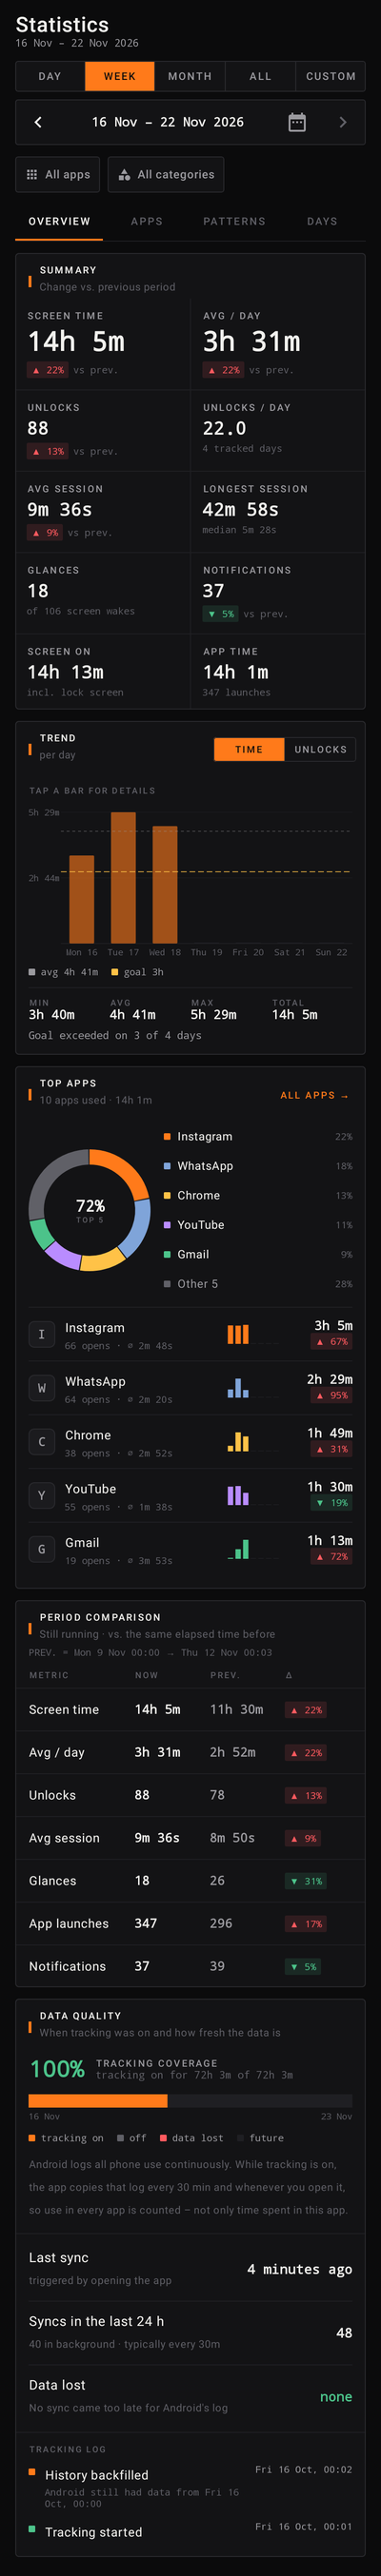 Statistics
16 Nov – 22 Nov 2026
DAY WEEK MONTH ALL CUSTOM
16 Nov – 22 Nov 2026
All apps All categories
OVERVIEW APPS PATTERNS DAYS
SUMMARY
Change vs. previous period
SCREEN TIME AVG / DAY
14h 5m 3h 31m
▲ 22% vs prev. ▲ 22% vs prev.
UNLOCKS UNLOCKS / DAY
88 22.0
▲ 13% vs prev. 4 tracked days
AVG SESSION LONGEST SESSION
9m 36s 42m 58s
▲ 9% vs prev. median 5m 28s
GLANCES NOTIFICATIONS
18 37
of 106 screen wakes ▼ 5% vs prev.
SCREEN ON APP TIME
14h 13m 14h 1m
incl. lock screen 347 launches
TREND
per day
TIME UNLOCKS
TAP A BAR FOR DETAILS
5h 29m
2h 44m
Mon 16 Tue 17 Wed 18 Thu 19 Fri 20 Sat 21 Sun 22
avg 4h 41m goal 3h
MIN AVG MAX TOTAL
3h 40m 4h 41m 5h 29m 14h 5m
Goal exceeded on 3 of 4 days
TOP APPS
10 apps used · 14h 1m
ALL APPS →
72%
TOP 5
Instagram 22%
WhatsApp 18%
Chrome 13%
YouTube 11%
Gmail 9%
Other 5 28%
I Instagram 3h 5m
66 opens · ⌀ 2m 48s ▲ 67%
W WhatsApp 2h 29m
64 opens · ⌀ 2m 20s ▲ 95%
C Chrome 1h 49m
38 opens · ⌀ 2m 52s ▲ 31%
Y YouTube 1h 30m
55 opens · ⌀ 1m 38s ▼ 19%
G Gmail 1h 13m
19 opens · ⌀ 3m 53s ▲ 72%
PERIOD COMPARISON
Still running · vs. the same elapsed time before
PREV. = Mon 9 Nov 00:00 → Thu 12 Nov 00:03
METRIC NOW PREV. Δ
Screen time 14h 5m 11h 30m ▲ 22%
Avg / day 3h 31m 2h 52m ▲ 22%
Unlocks 88 78 ▲ 13%
Avg session 9m 36s 8m 50s ▲ 9%
Glances 18 26 ▼ 31%
App launches 347 296 ▲ 17%
Notifications 37 39 ▼ 5%
DATA QUALITY
When tracking was on and how fresh the data is
100% TRACKING COVERAGE
tracking on for 72h 3m of 72h 3m
16 Nov 23 Nov
tracking on off data lost future
Android logs all phone use continuously. While tracking is on,
the app copies that log every 30 min and whenever you open it,
so use in every app is counted – not only time spent in this app.
Last sync
triggered by opening the app
4 minutes ago
Syncs in the last 24 h
40 in background · typically every 30m
48
Data lost
No sync came too late for Android's log
none
TRACKING LOG
History backfilled Fri 16 Oct, 00:02
Android still had data from Fri 16
Oct, 00:00
Tracking started Fri 16 Oct, 00:01